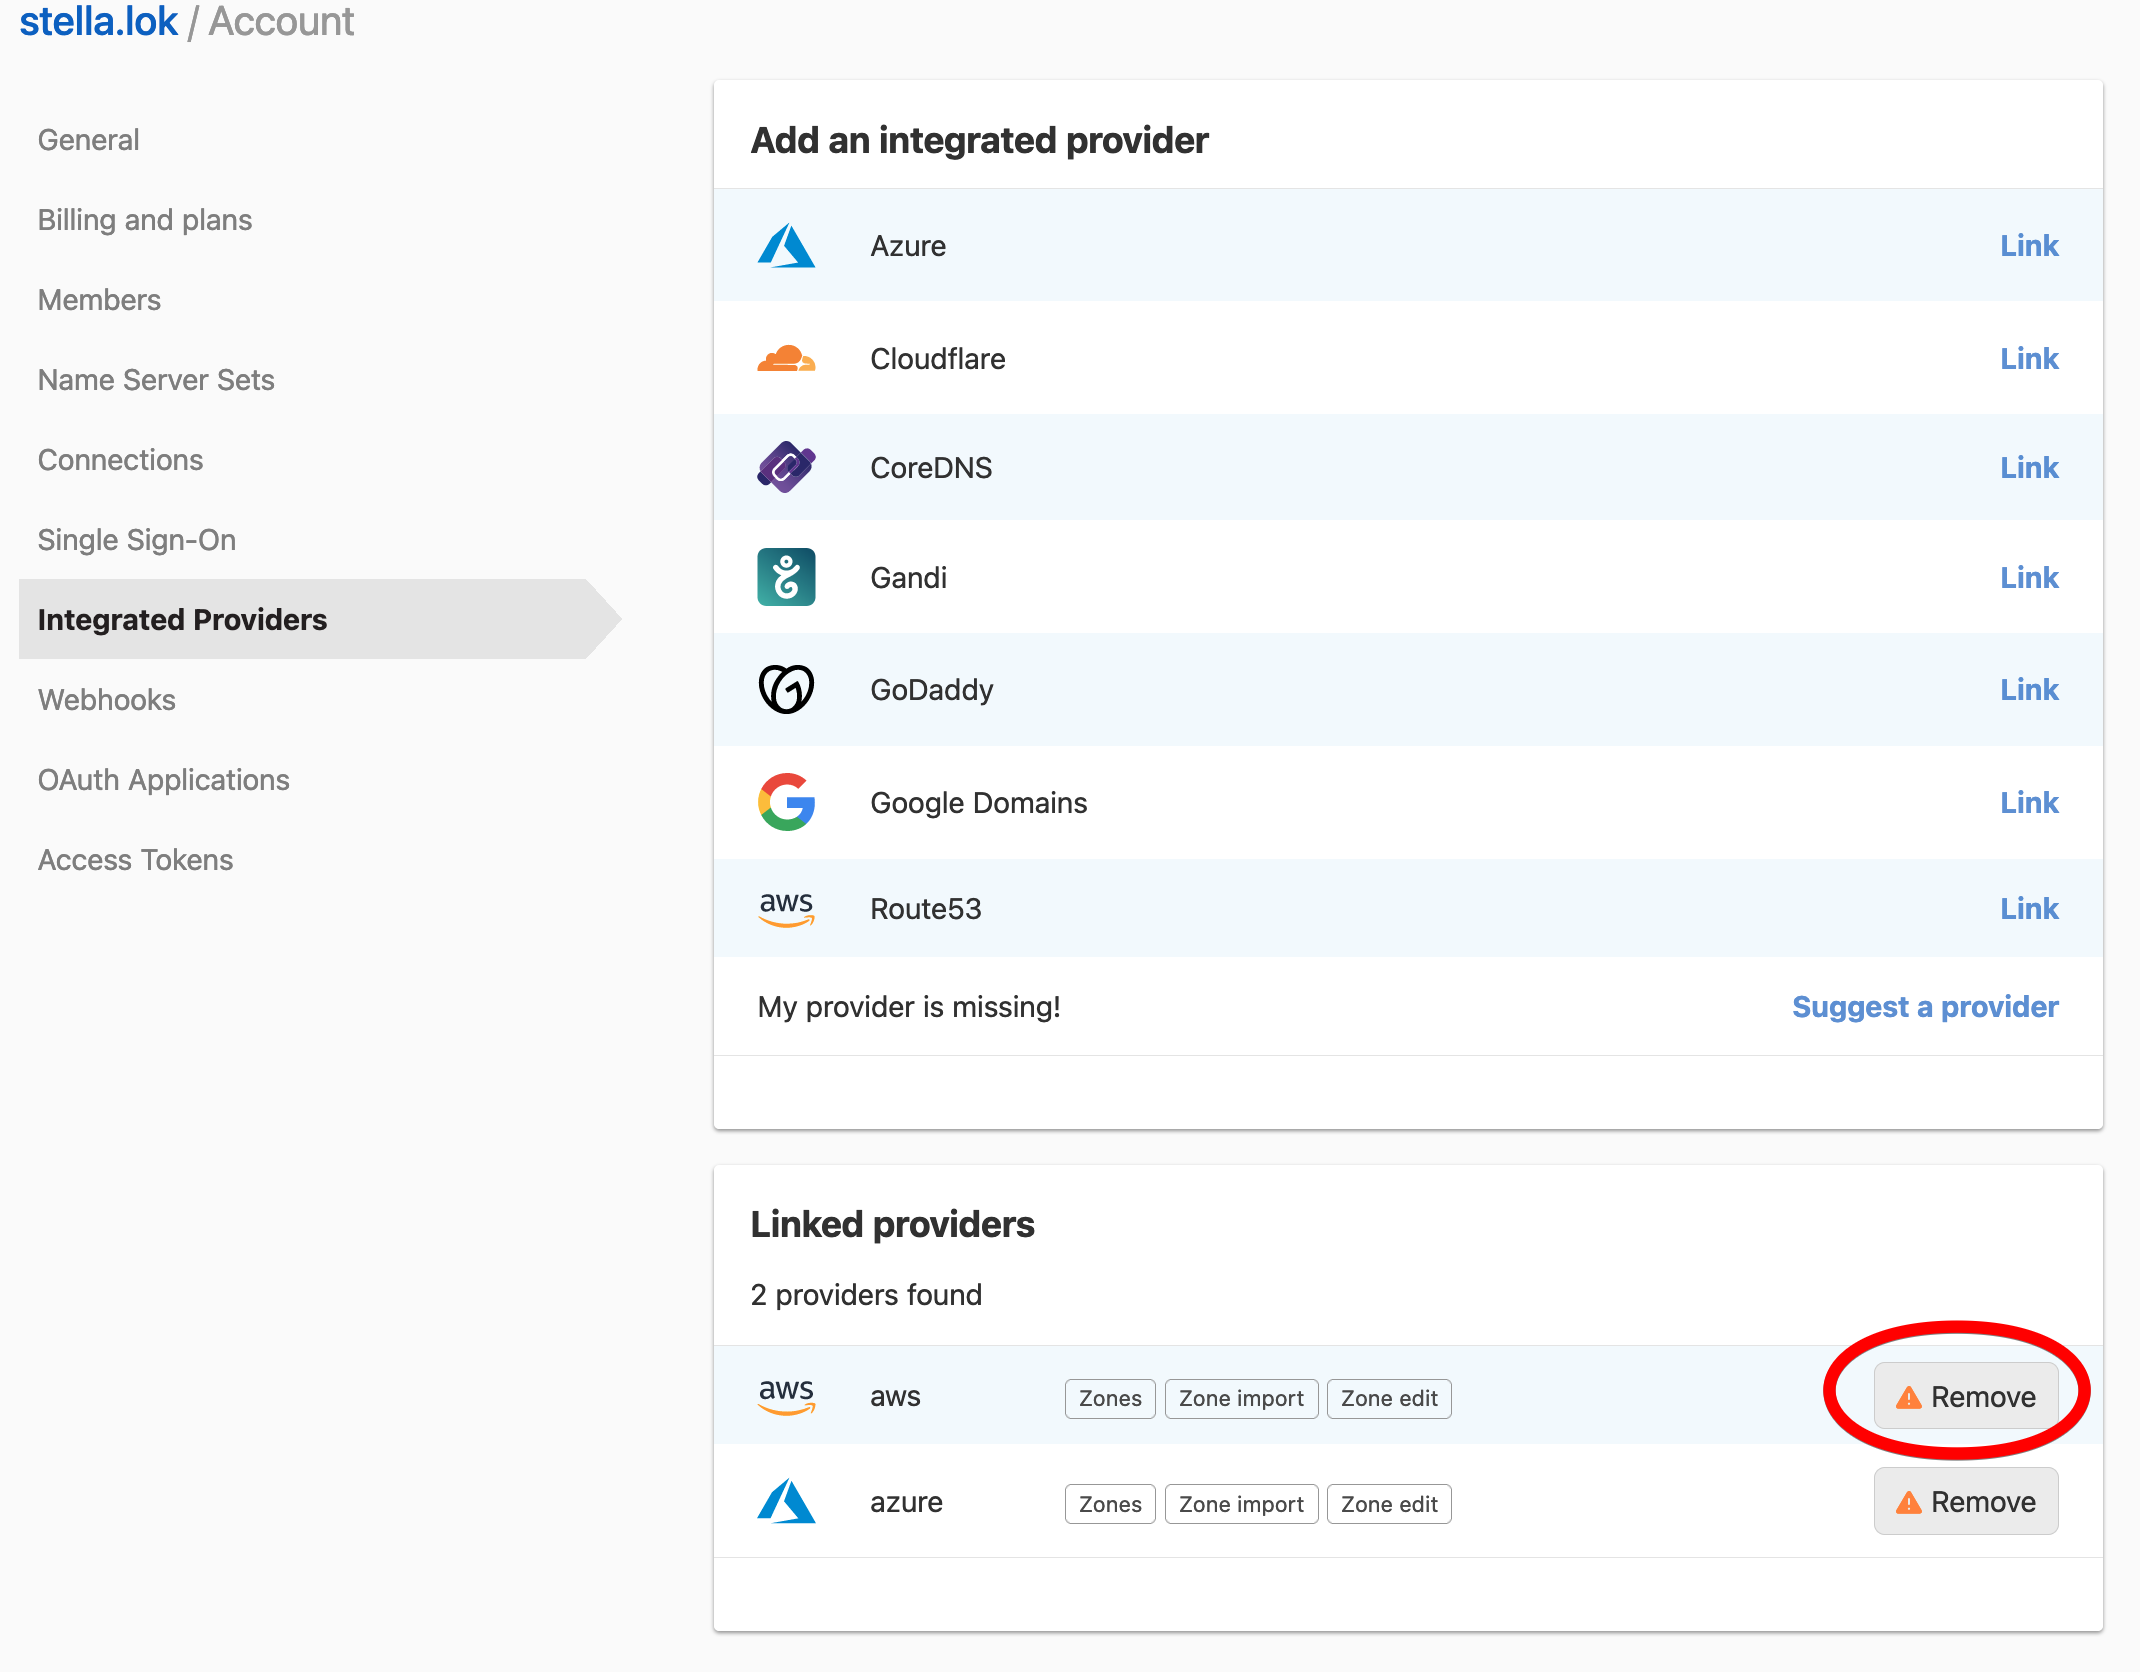 stella.lok / Account
General
Billing and plans
Members
Name Server Sets
Connections
Single Sign-On
Integrated Providers
Webhooks
OAuth Applications
Access Tokens
Add an integrated provider
Azure Link
Cloudflare Link
CoreDNS Link
Gandi Link
GoDaddy Link
Google Domains Link
aws Route53 Link
My provider is missing! Suggest a provider
Linked providers
2 providers found
aws aws Zones Zone import Zone edit Remove
azure Zones Zone import Zone edit Remove